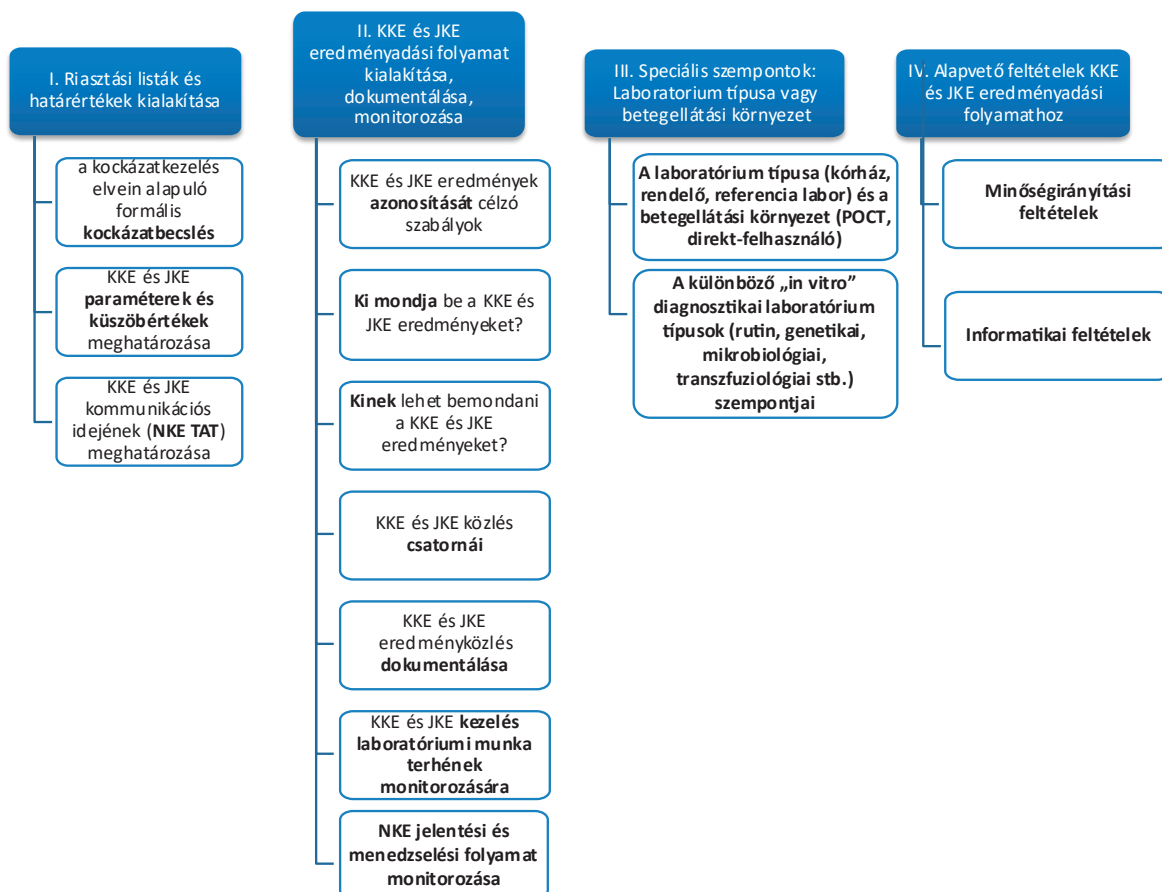 I. Riasztási listák és
határértékek kialakítása
a kockázatkezelés
elvein alapuló
formális
kockázatbecslés
KKE és JKE
paraméterek és
küszöbértékek
meghatározása
KKE és JKE
kommunikációs
idejének (NKE TAT)
meghatározása
II. KKE és JKE
eredményadási folyamat
kialakítása,
dokumentálása,
monitorozása
KKE és JKE eredmények
azonosítását célzó
szabályok
Ki mondja be a KKE és
JKE eredményeket?
Kinek lehet bemondani
a KKE és JKE
eredményeket?
KKE és JKE közlés
csatornái
KKE és JKE
eredményközlés
dokumentálása
KKE és JKE kezelés
laboratóriumi munka
terhének
monitorozására
NKE jelentési és
menedzselési folyamat
monitorozása
III. Speciális szempontok:
Laboratorium típusa vagy
betegellátási környezet
A laboratórium típusa (kórház,
rendelő, referencia labor) és a
betegellátási környezet (POCT,
direkt-felhasználó)
A különböző „in vitro”
diagnosztikai laboratórium
típusok (rutin, genetikai,
mikrobiológiai,
transzfuziológiai stb.)
szempontjai
IV. Alapvető feltételek KKE
és JKE eredményadási
folyamathoz
Minőségirányítási
feltételek
Informatikai feltételek